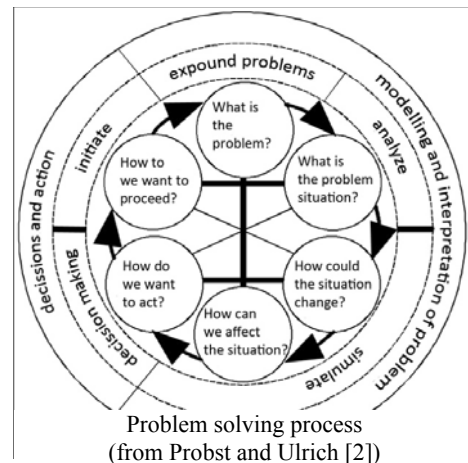 expound problems
modelling and interpretation of problem
analyze
simulate
decission making
initiate
decisions and action
What is
the
problem?
What is
the problem
situation?
How could
the situation
change?
How can
we affect
the situation?
How do
we want
to act?
How to
we want to
proceed?
Problem solving process
(from Probst and Ulrich [2])